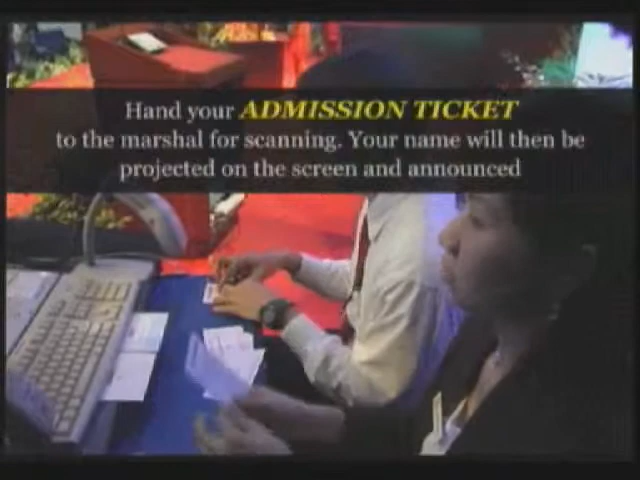 Hand your ADMISSION TICKET
to the marshal for scanning. Your name will then be
projected on the screen and announced